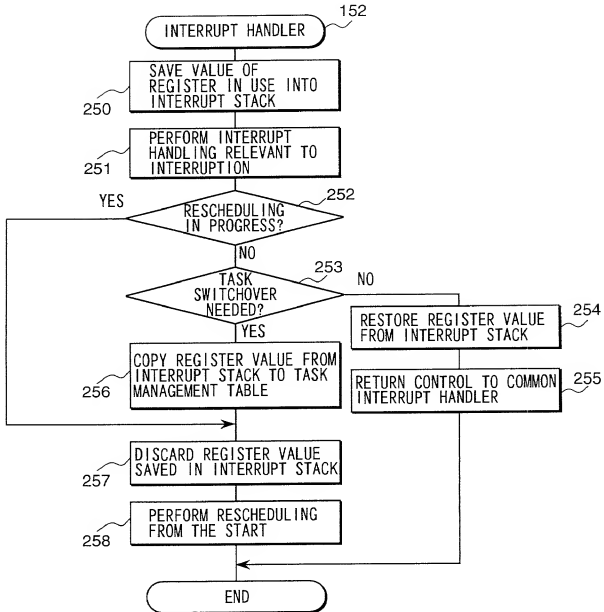 INTERRUPT HANDLER
152
SAVE VALUE OF
REGISTER IN USE INTO
INTERRUPT STACK
250
PERFORM INTERRUPT
HANDLING RELEVANT TO
INTERRUPTION
251
252
YES
RESCHEDULING
IN PROGRESS?
NO
253
TASK
SWITCHOVER
NEEDED?
NO
YES
254
RESTORE REGISTER VALUE
FROM INTERRUPT STACK
COPY REGISTER VALUE FROM
INTERRUPT STACK TO TASK
MANAGEMENT TABLE
256
RETURN CONTROL TO COMMON
INTERRUPT HANDLER
255
DISCARD REGISTER VALUE
SAVED IN INTERRUPT STACK
257
PERFORM RESCHEDULING
FROM THE START
258
END